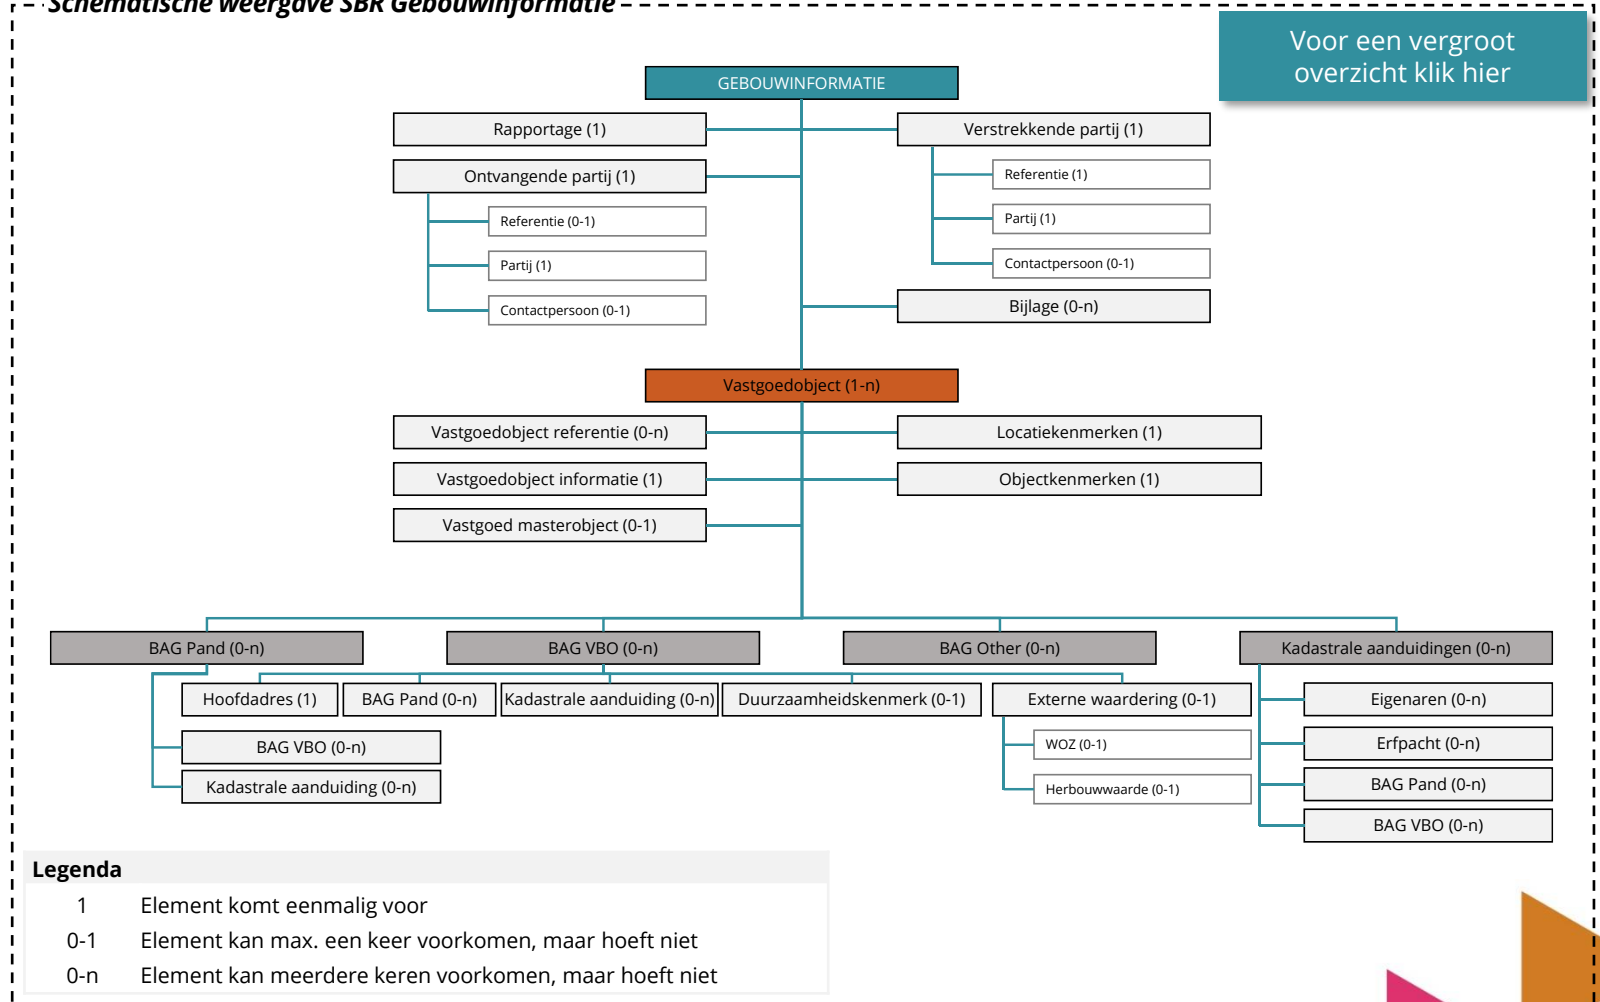 Schematische weergave SBR Gebouwinformatie
Voor een vergroot
overzicht klik hier
GEBOUWINFORMATIE
Rapportage (1)
Verstrekkende partij (1)
Ontvangende partij (1)
Referentie (1)
Referentie (0-1)
Partij (1)
Partij (1)
Contactpersoon (0-1)
Contactpersoon (0-1)
Bijlage (0-n)
Vastgoedobject (1-n)
Vastgoedobject referentie (0-n)
Locatiekenmerken (1)
Vastgoedobject informatie (1)
Objectkenmerken (1)
Vastgoed masterobject (0-1)
BAG Pand (0-n)
BAG VBO (0-n)
BAG Other (0-n)
Kadastrale aanduidingen (0-n)
Hoofdadres (1)
BAG Pand (0-n)
Kadastrale aanduiding (0-n)
Duurzaamheidskenmerk (0-1)
Externe waardering (0-1)
Eigenaren (0-n)
BAG VBO (0-n)
WOZ (0-1)
Erfpacht (0-n)
Kadastrale aanduiding (0-n)
Herbouwwaarde (0-1)
BAG Pand (0-n)
BAG VBO (0-n)
Legenda
1 Element komt eenmalig voor
0-1 Element kan max. een keer voorkomen, maar hoeft niet
0-n Element kan meerdere keren voorkomen, maar hoeft niet